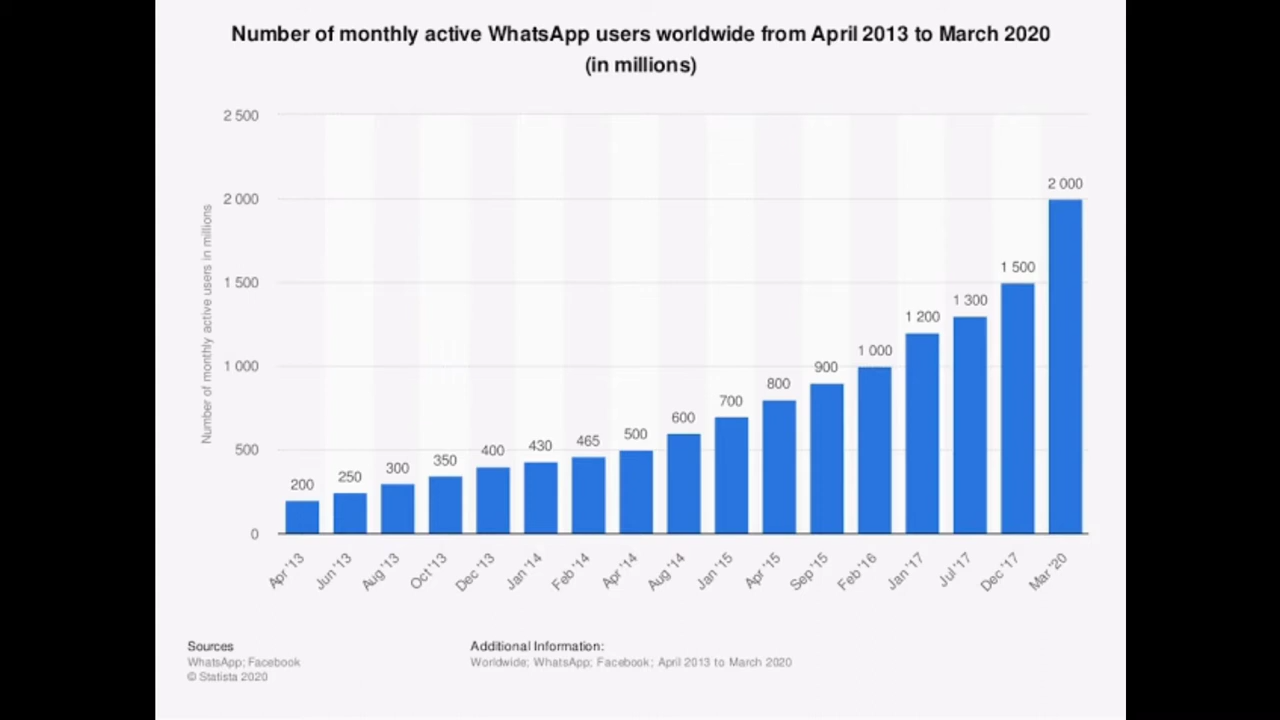 Number of monthly active WhatsApp users worldwide from April 2013 to March 2020
(in millions)
Number of monthly active users in millions
2 500
2 000
1 500
1 000
500
0
200
250
300
350
400
430
465
500
600
700
800
900
1 000
1 200
1 300
1 500
2 000
Apr '13
Jun '13
Aug '13
Oct '13
Dec '13
Jan '14
Feb '14
Apr '14
Aug '14
Jan '15
Apr '15
Sep '15
Feb '16
Jan '17
Jul '17
Dec '17
Mar '20
Sources
WhatsApp; Facebook
© Statista 2020
Additional Information:
Worldwide; WhatsApp; Facebook; April 2013 to March 2020